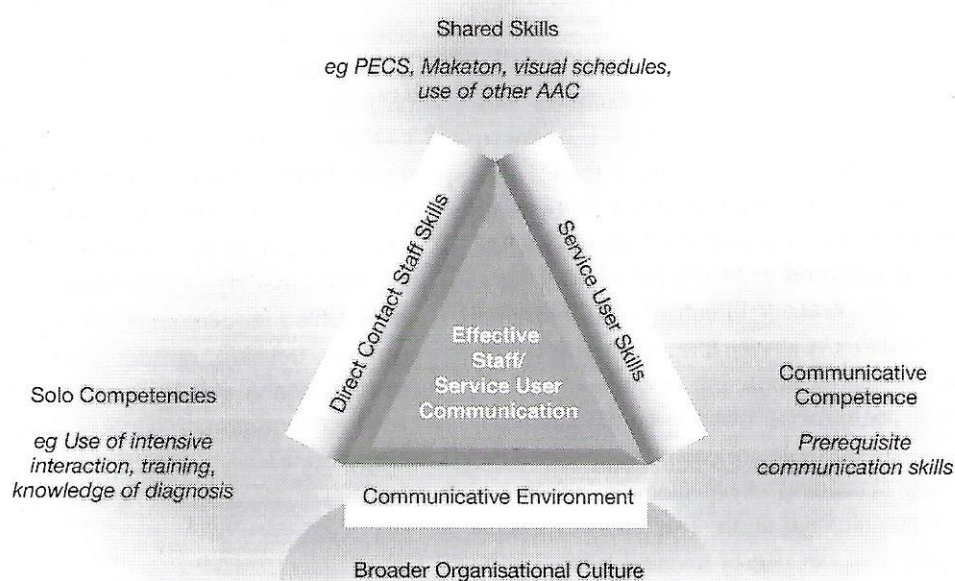 Shared Skills
eg PECS, Makaton, visual schedules,
use of other AAC
Direct Contact Staff Skills
Service User Skills
Effective
Staff/
Service User
Communication
Solo Competencies
eg Use of intensive
interaction, training,
knowledge of diagnosis
Communicative
Competence
Prerequisite
communication skills
Communicative Environment
Broader Organisational Culture